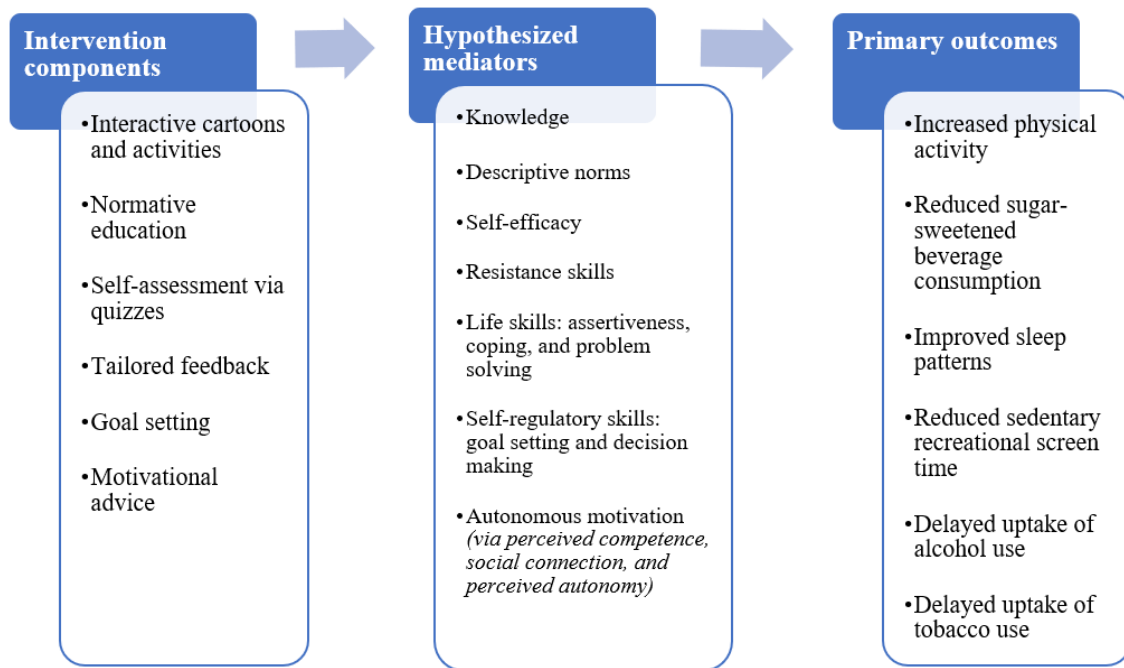 Intervention
components
•Interactive cartoons
and activities
•Normative
education
•Self-assessment via
quizzes
•Tailored feedback
•Goal setting
•Motivational
advice
Hypothesized
mediators
•Knowledge
•Descriptive norms
•Self-efficacy
•Resistance skills
•Life skills: assertiveness,
coping, and problem
solving
•Self-regulatory skills:
goal setting and decision
making
•Autonomous motivation
(via perceived competence,
social connection, and
perceived autonomy)
Primary outcomes
•Increased physical
activity
•Reduced sugar-
sweetened
beverage
consumption
•Improved sleep
patterns
•Reduced sedentary
recreational screen
time
•Delayed uptake of
alcohol use
•Delayed uptake of
tobacco use